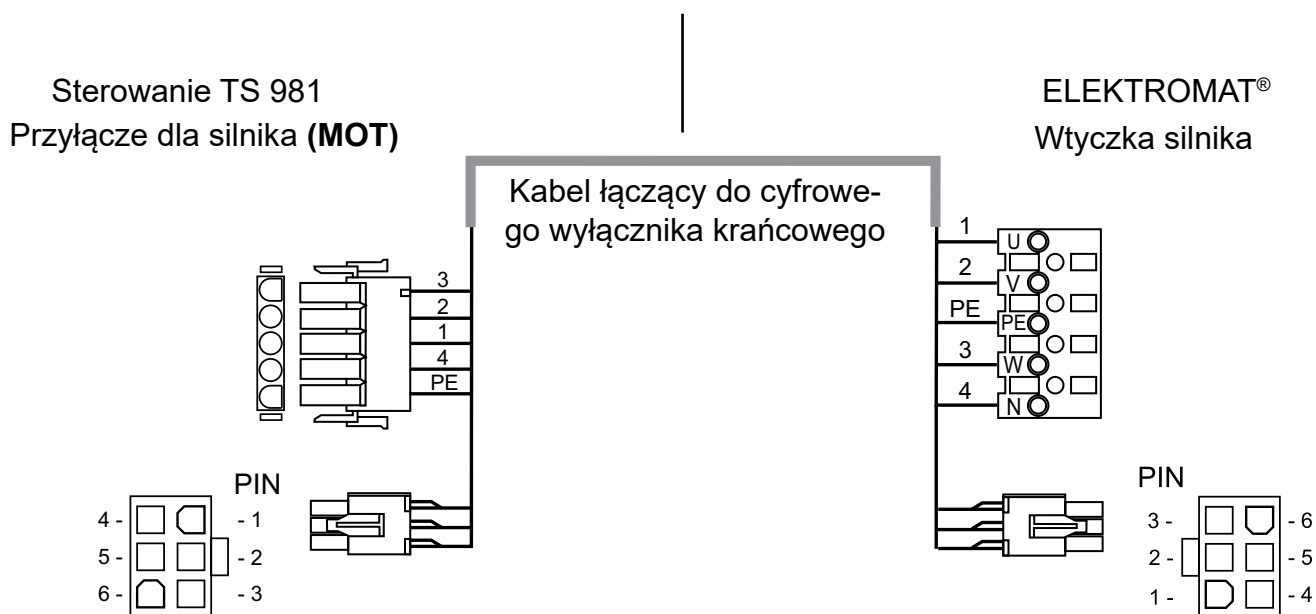 Sterowanie TS 981
Przyłącze dla silnika (MOT)
ELEKTROMAT®
Wtyczka silnika
Kabel łączący do cyfrowe-
go wyłącznika krańcowego
3
2
1
4
PE
1
2
PE
3
4
U
V
PE
W
N
PIN
4 - - 1
5 - - 2
6 - - 3
PIN
3 - - 6
2 - - 5
1 - - 4